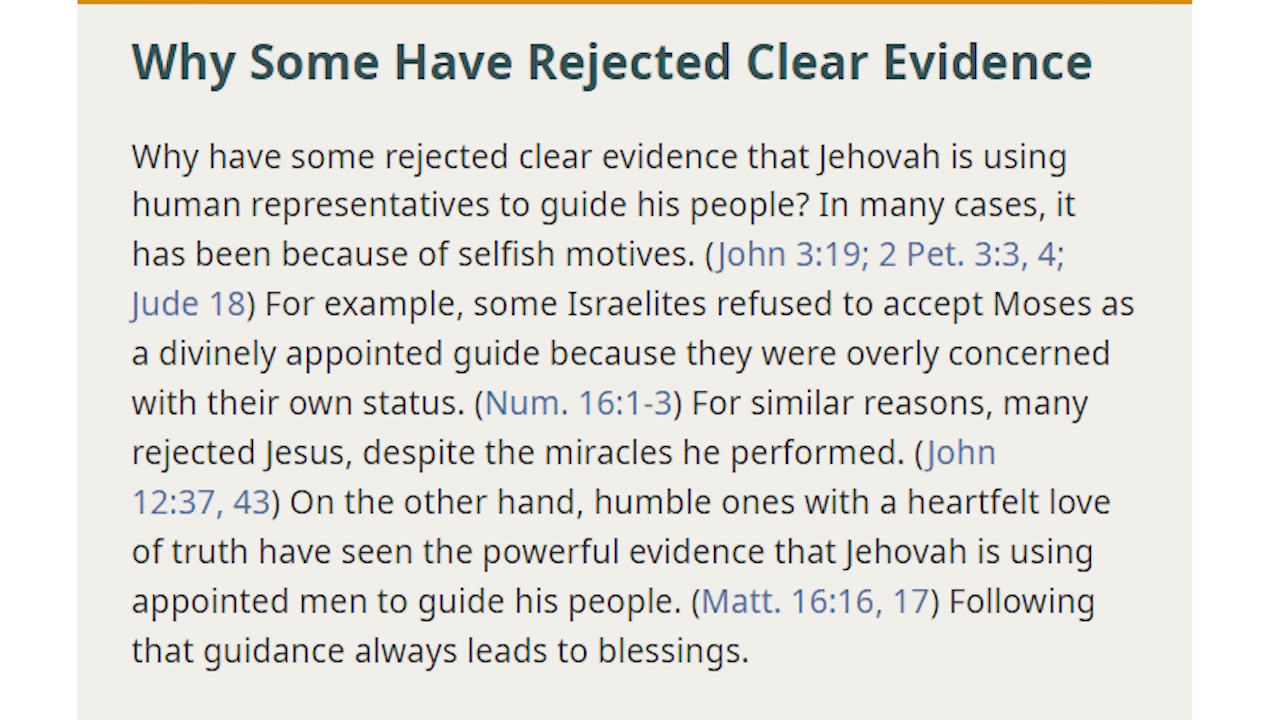 Why Some Have Rejected Clear Evidence
Why have some rejected clear evidence that Jehovah is using
human representatives to guide his people? In many cases, it
has been because of selfish motives. (John 3:19; 2 Pet. 3:3, 4;
Jude 18) For example, some Israelites refused to accept Moses as
a divinely appointed guide because they were overly concerned
with their own status. (Num. 16:1-3) For similar reasons, many
rejected Jesus, despite the miracles he performed. (John
12:37, 43) On the other hand, humble ones with a heartfelt love
of truth have seen the powerful evidence that Jehovah is using
appointed men to guide his people. (Matt. 16:16, 17) Following
that guidance always leads to blessings.